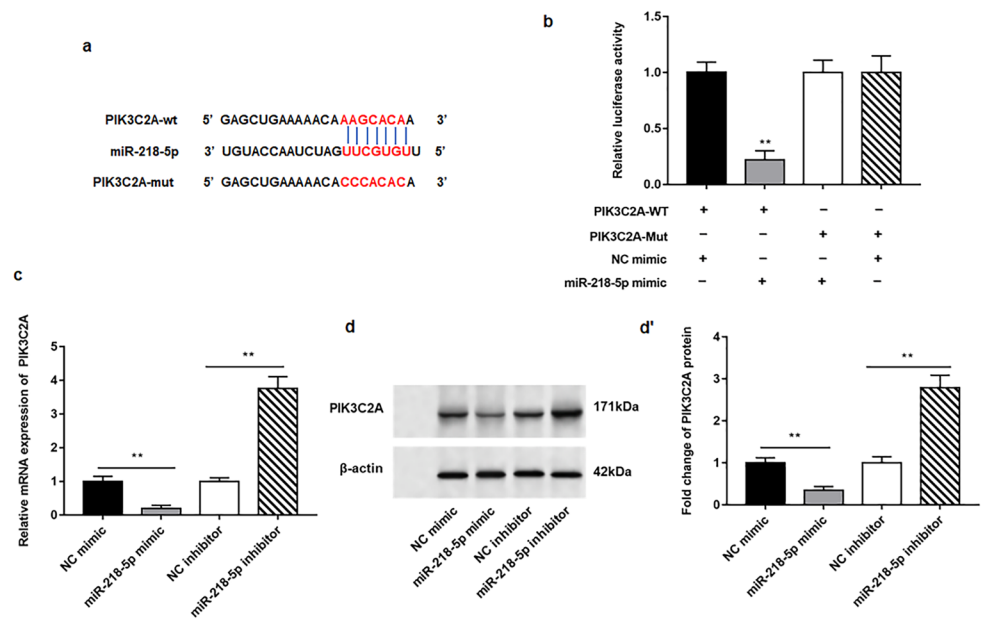 a
PIK3C2A-wt 5' GAGCUGAAAAACAAAGCACAA 3'
miR-218-5p 3' UGUACCAAUCUAGUUCGUGUU 5'
PIK3C2A-mut 5' GAGCUGAAAAACACCCACACA 3'
b
Relative luciferase activity
1.5
1.0
0.5
0.0
**
PIK3C2A-WT + + – –
PIK3C2A-Mut – – + +
NC mimic + – – +
miR-218-5p mimic – + + –
c
Relative mRNA expression of PIK3C2A
5
4
3
2
1
0
**
**
NC mimic
miR-218-5p mimic
NC inhibitor
miR-218-5p inhibitor
d
PIK3C2A 171kDa
β-actin 42kDa
NC mimic
miR-218-5p mimic
NC inhibitor
miR-218-5p inhibitor
d'
Fold change of PIK3C2A protein
4
3
2
1
0
**
**
NC mimic
miR-218-5p mimic
NC inhibitor
miR-218-5p inhibitor